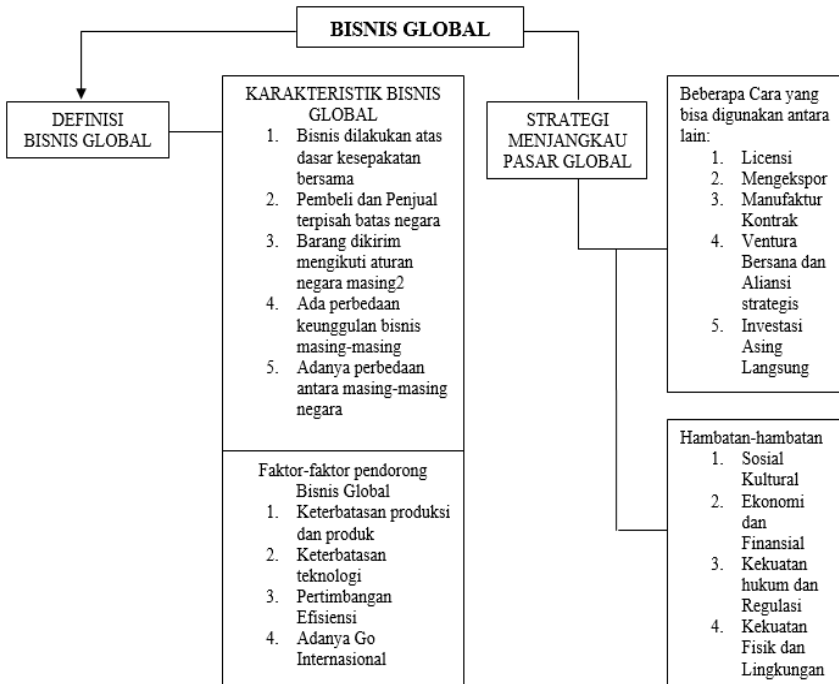 BISNIS GLOBAL
DEFINISI
BISNIS GLOBAL
KARAKTERISTIK BISNIS
GLOBAL
1. Bisnis dilakukan atas
dasar kesepakatan
bersama
2. Pembeli dan Penjual
terpisah batas negara
3. Barang dikirim
mengikuti aturan
negara masing2
4. Ada perbedaan
keunggulan bisnis
masing-masing
5. Adanya perbedaan
antara masing-masing
negara
Faktor-faktor pendorong
Bisnis Global
1. Keterbatasan produksi
dan produk
2. Keterbatasan
teknologi
3. Pertimbangan
Efisiensi
4. Adanya Go
Internasional
STRATEGI
MENJANGKAU
PASAR GLOBAL
Beberapa Cara yang
bisa digunakan antara
lain:
1. Licensi
2. Mengekspor
3. Manufaktur
Kontrak
4. Ventura
Bersana dan
Aliansi
strategis
5. Investasi
Asing
Langsung
Hambatan-hambatan
1. Sosial
Kultural
2. Ekonomi
dan
Finansial
3. Kekuatan
hukum dan
Regulasi
4. Kekuatan
Fisik dan
Lingkungan